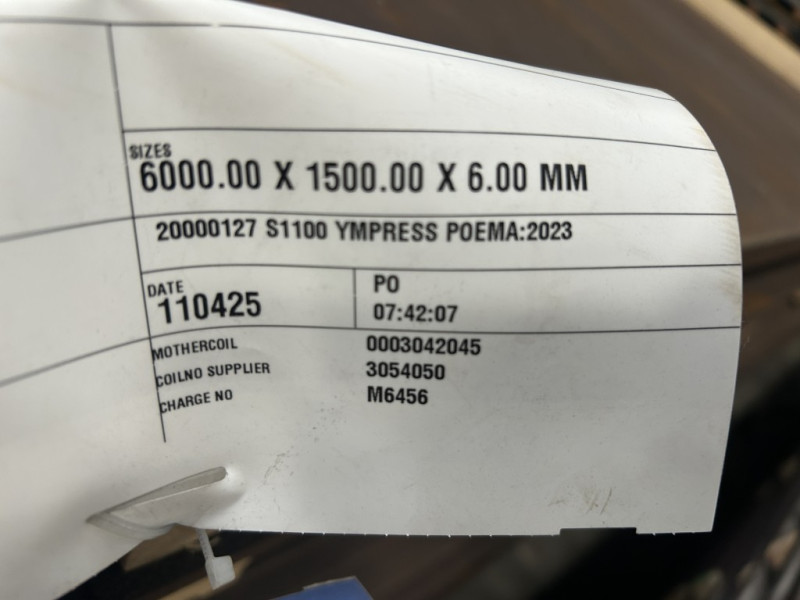 SIZES
6000.00 X 1500.00 X 6.00 MM
20000127 S1100 YMPRESS POEMA:2023
DATE
110425
PO
07:42:07
MOTHERCOIL 0003042045
COILNO SUPPLIER 3054050
CHARGE NO M6456